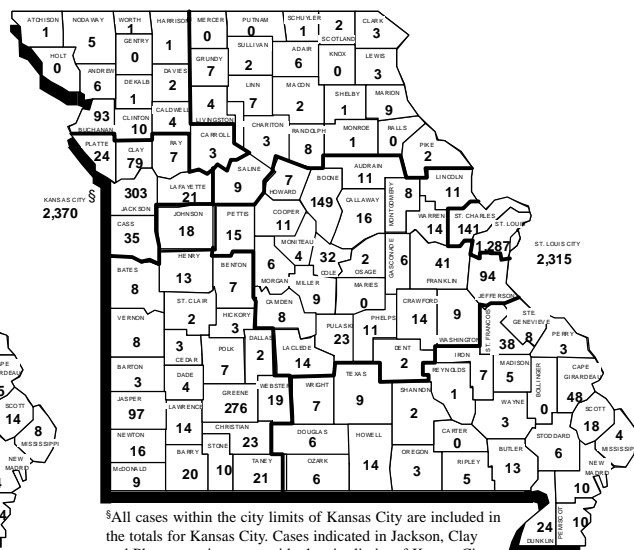 ATCHISON
1
NODAWAY
5
WORTH
1
HARRISON
1
MERCER
0
PUTNAM
0
SCHUYLER
1
SCOTLAND
2
CLARK
3
HOLT
0
GENTRY
0
GRUNDY
7
SULLIVAN
2
ADAIR
6
KNOX
0
LEWIS
3
ANDREW
6
DEKALB
1
DAVIES
2
LINN
7
MACON
2
SHELBY
1
MARION
9
BUCHANAN
93
CLINTON
10
CALDWELL
4
LIVINGSTON
4
CHARITON
3
RANDOLPH
8
MONROE
1
RALLS
0
PIKE
2
PLATTE
24
CLAY
79
RAY
7
CARROLL
3
SALINE
9
HOWARD
7
BOONE
149
AUDRAIN
11
MONTGOMERY
8
LINCOLN
11
KANSAS CITY §
2,370
303
JACKSON
LAFAYETTE
21
COOPER
11
CALLAWAY
16
WARREN
14
ST. CHARLES
141
ST. LOUIS
1,287
ST. LOUIS CITY
2,315
CASS
35
JOHNSON
18
PETTIS
15
MONITEAU
4
COLE
32
OSAGE
2
GASCONADE
6
FRANKLIN
41
JEFFERSON
94
BATES
8
HENRY
13
BENTON
7
MORGAN
6
MILLER
9
MARIES
0
CRAWFORD
14
WASHINGTON
9
ST. FRANCOIS
38
STE.
GENEVIEVE
8
PERRY
3
ST. CLAIR
2
HICKORY
3
CAMDEN
8
PULASKI
23
PHELPS
11
VERNON
8
CEDAR
3
POLK
7
DALLAS
2
LACLEDE
14
DENT
2
IRON
7
REYNOLDS
1
MADISON
5
BOLLINGER
0
CAPE
GIRARDEAU
48
BARTON
3
DADE
4
GREENE
276
WEBSTER
19
WRIGHT
7
TEXAS
9
SHANNON
2
WAYNE
3
SCOTT
18
4
JASPER
97
LAWRENCE
14
CHRISTIAN
23
DOUGLAS
6
HOWELL
14
CARTER
0
BUTLER
13
STODDARD
6
NEWTON
16
BARRY
20
STONE
10
TANEY
21
OZARK
6
OREGON
3
RIPLEY
5
NEW
MADRID
10
McDONALD
9
DUNKLIN
24
PEMISCOT
10
SCOTT
14
8
MISSISSIPPI
NEW
MADRID
§All cases within the city limits of Kansas City are included in
the totals for Kansas City. Cases indicated in Jackson, Clay